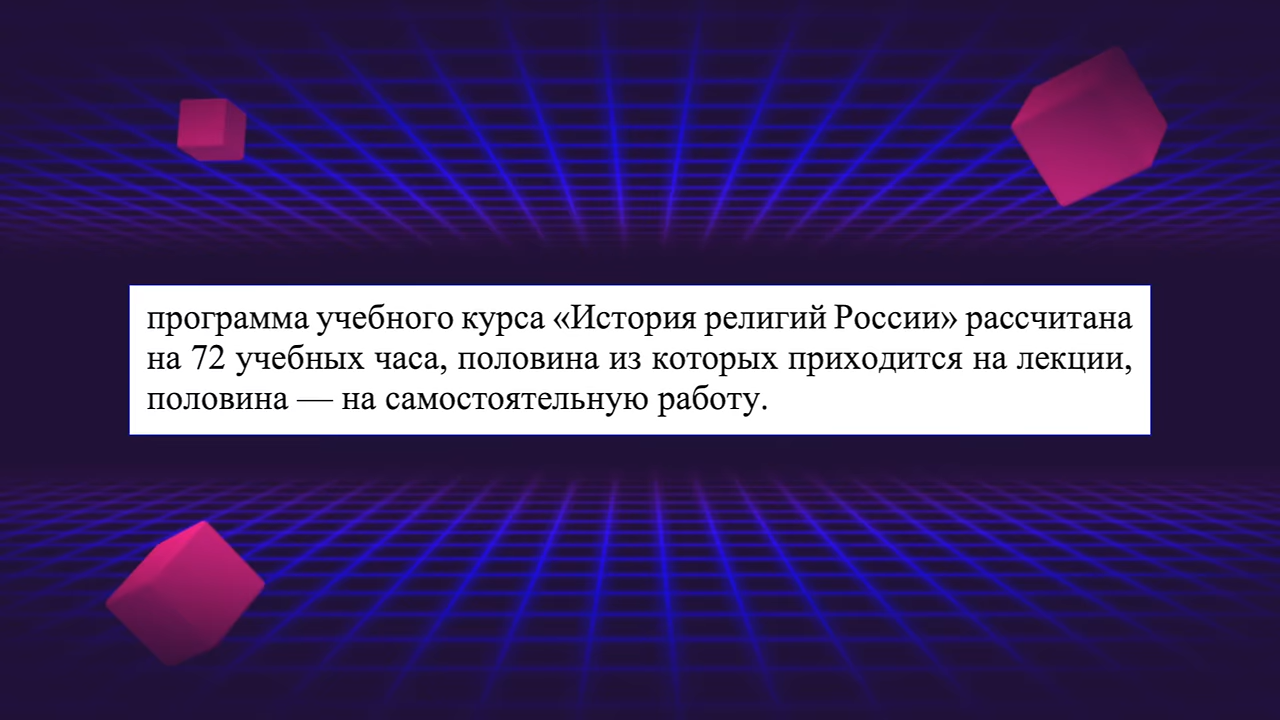 программа учебного курса «История религий России» рассчитана
на 72 учебных часа, половина из которых приходится на лекции,
половина — на самостоятельную работу.